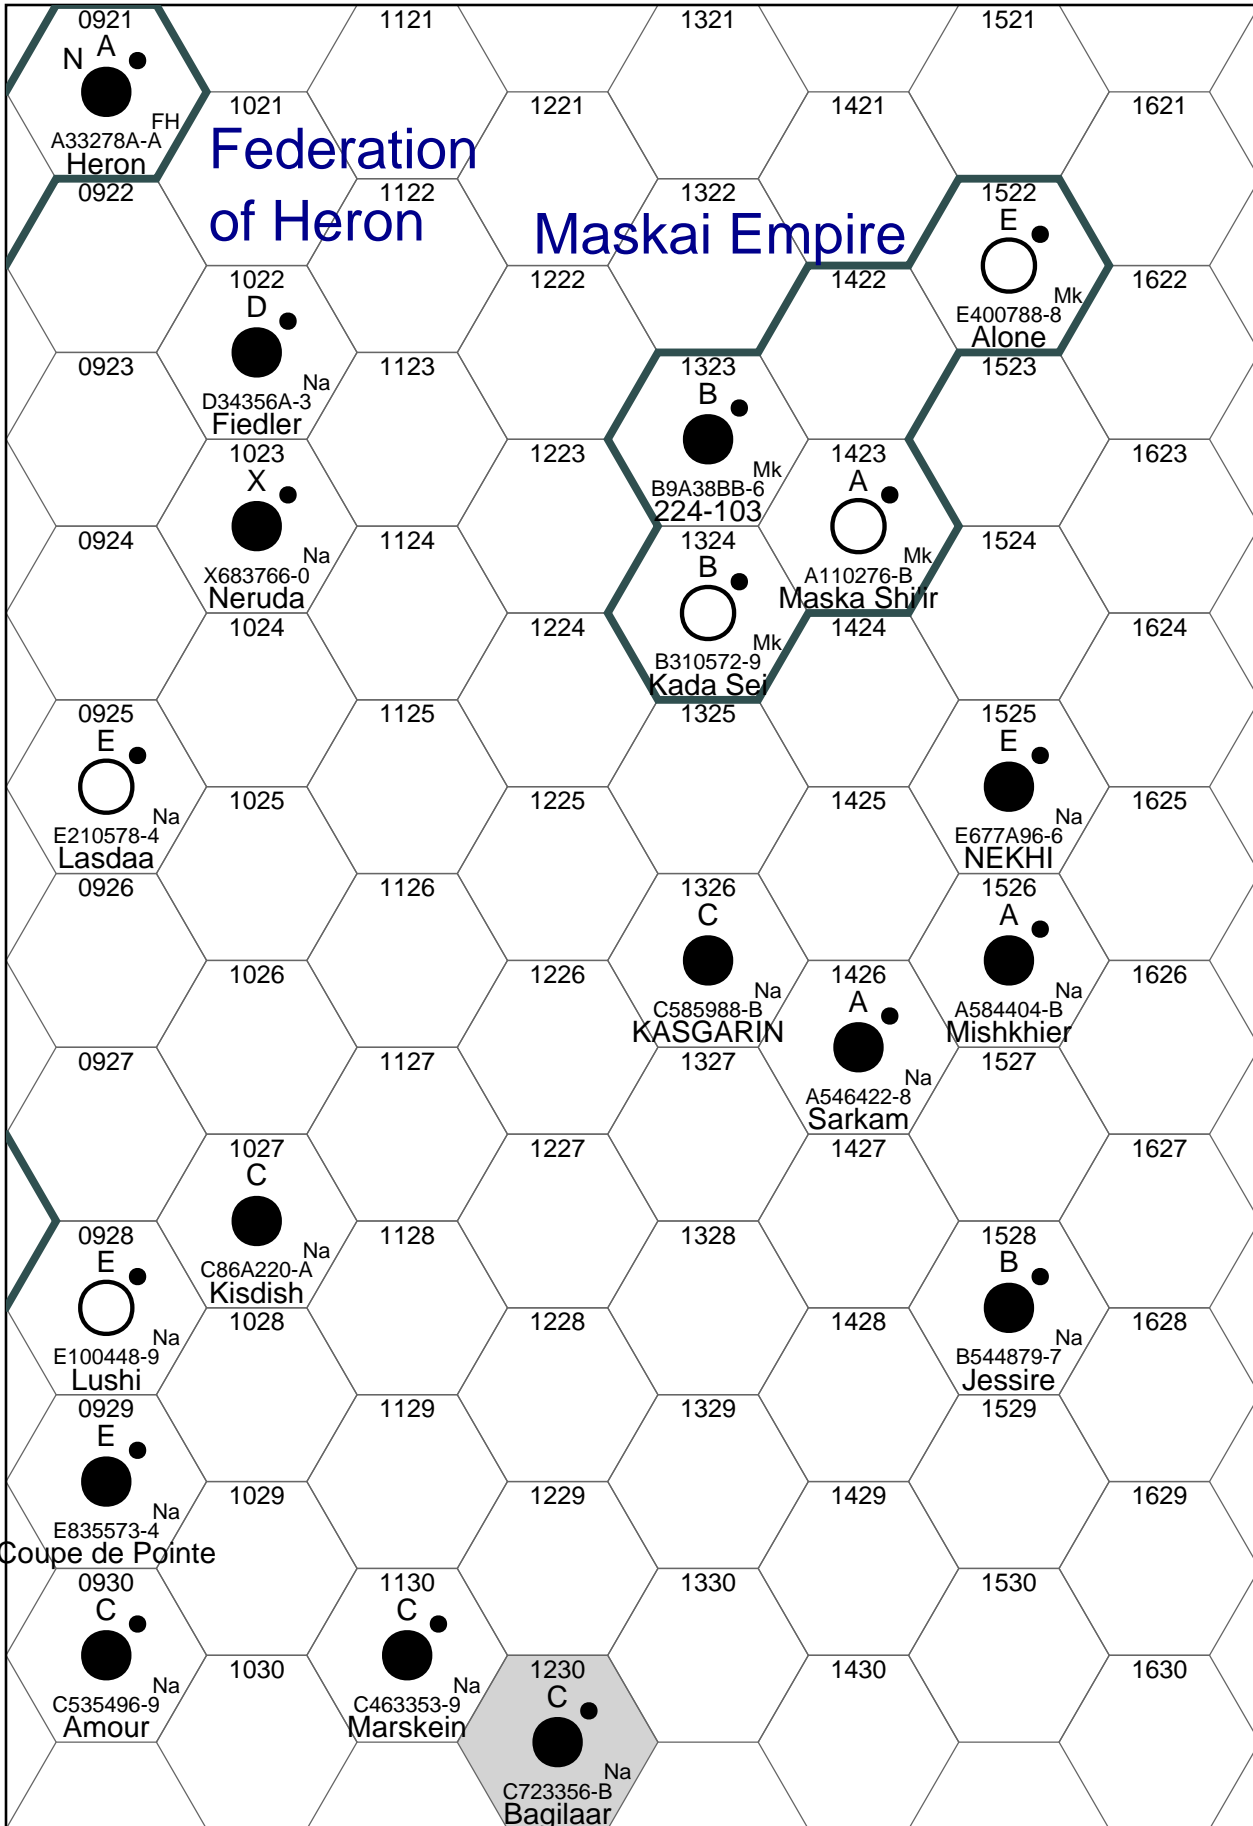 0921 1121 1321 1521
N A
1021 1221 1421 1621
A33278A-A FH
Heron
Federation
of Heron
0922 1122 1322 1522
Maskai Empire
E
1022 1222 1422 1622
D
E400788-8 Mk
Alone
0923 1123 1323 1523
B
D34356A-3 Na
Fiedler
1023 1223 1423 1623
X A
B9A38BB-6 Mk
224-103
0924 1124 1324 1524
B
X683766-0 Na
Neruda
A110276-B Mk
Maska Shi'ir
1024 1224 1424 1624
B310572-9 Mk
Kada Sei
0925 1125 1325 1525
E E
1025 1225 1425 1625
E210578-4 Na
Lasdaa
E677A96-6 Na
NEKHI
0926 1126 1326 1526
C A
1026 1226 1426 1626
A
C585988-B Na
KASGARIN
A584404-B Na
Mishkhier
0927 1127 1327 1527
A546422-8 Na
Sarkam
1027 1227 1427 1627
C
0928 1128 1328 1528
E B
C86A220-A Na
Kisdish
1028 1228 1428 1628
E100448-9 Na
Lushi
B544879-7 Na
Jessire
0929 1129 1329 1529
E
1029 1229 1429 1629
E835573-4 Na
Coupe de Pointe
0930 1130 1330 1530
C C
1030 1230 1430 1630
C
C535496-9 Na
Amour
C463353-9 Na
Marskein
C723356-B Na
Bagilaar